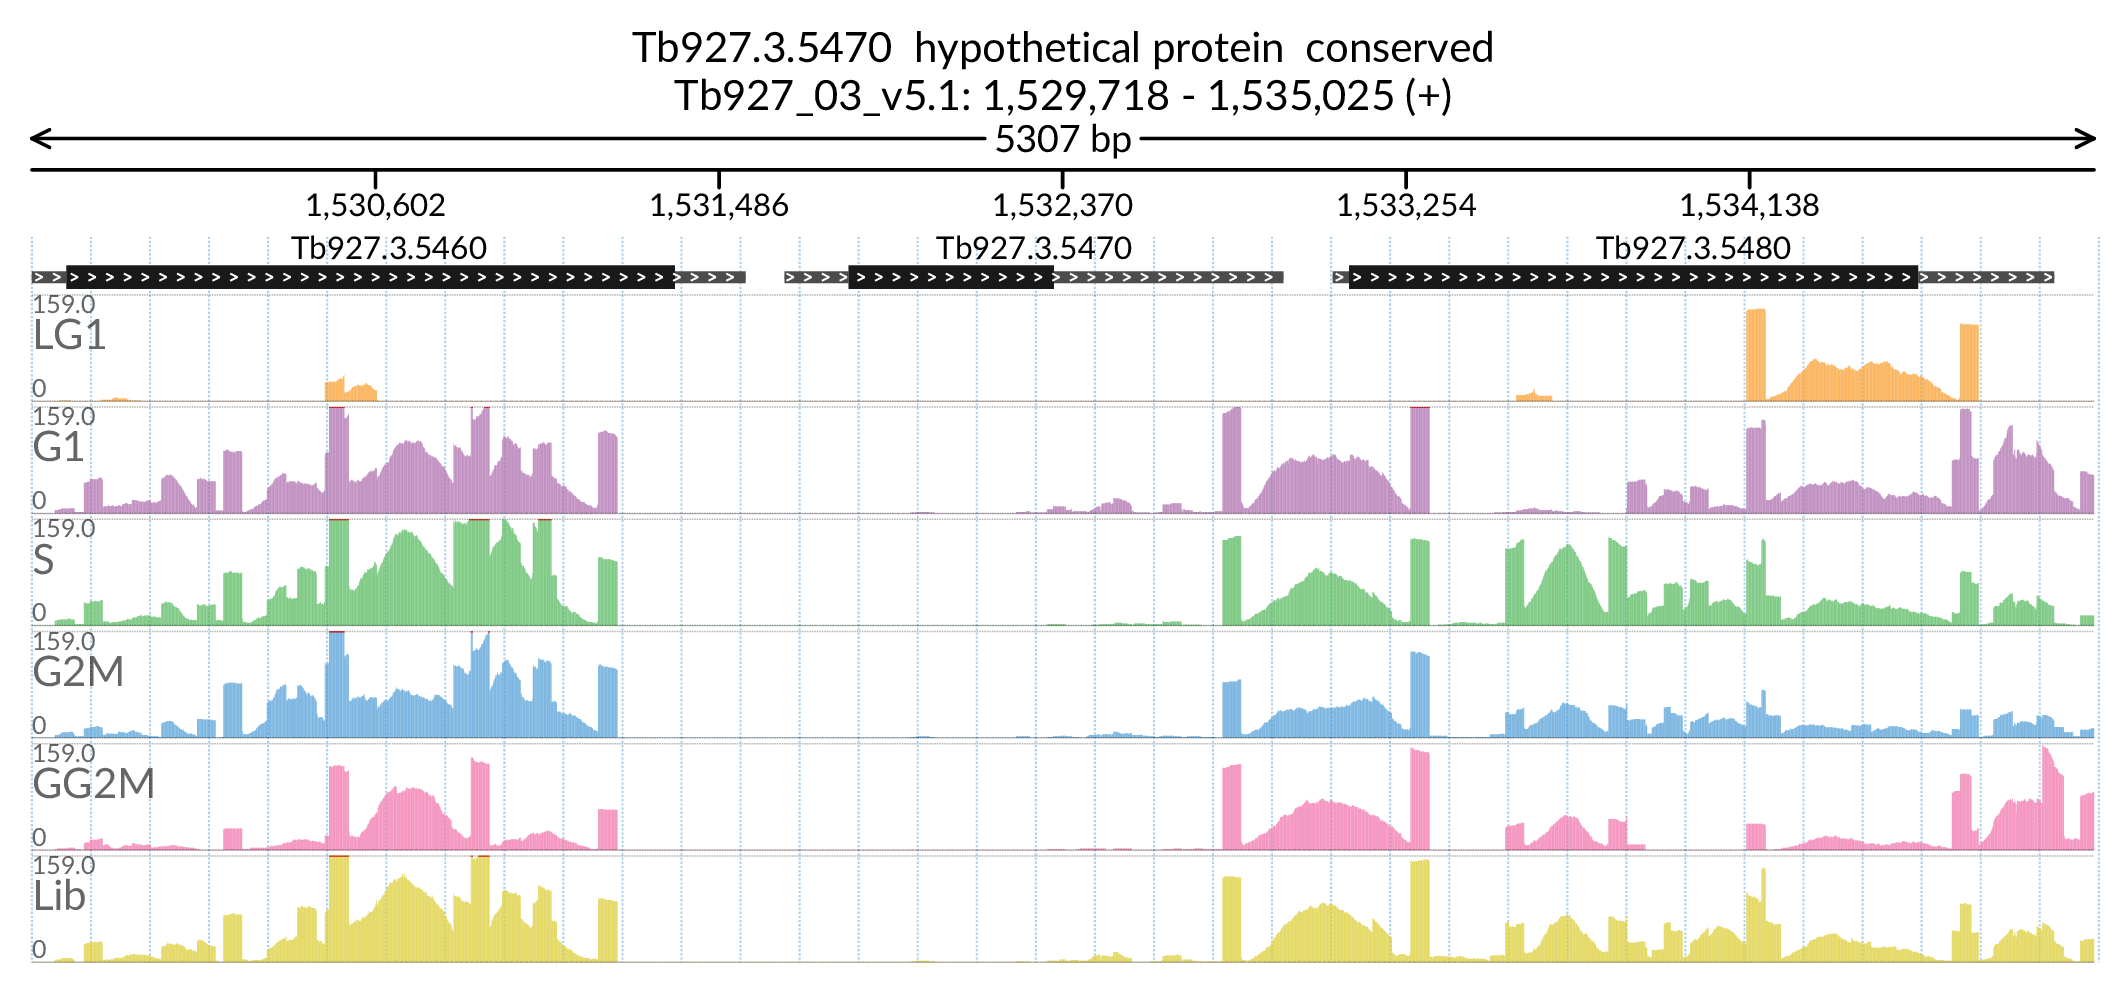 Tb927.3.5470  hypothetical protein  conserved
Tb927_03_v5.1: 1,529,718 - 1,535,025 (+)
5307 bp
1,530,602 1,531,486 1,532,370 1,533,254 1,534,138
Tb927.3.5460 Tb927.3.5470 Tb927.3.5480
159.0
LG1
0
159.0
G1
0
159.0
S
0
159.0
G2M
0
159.0
GG2M
0
159.0
Lib
0